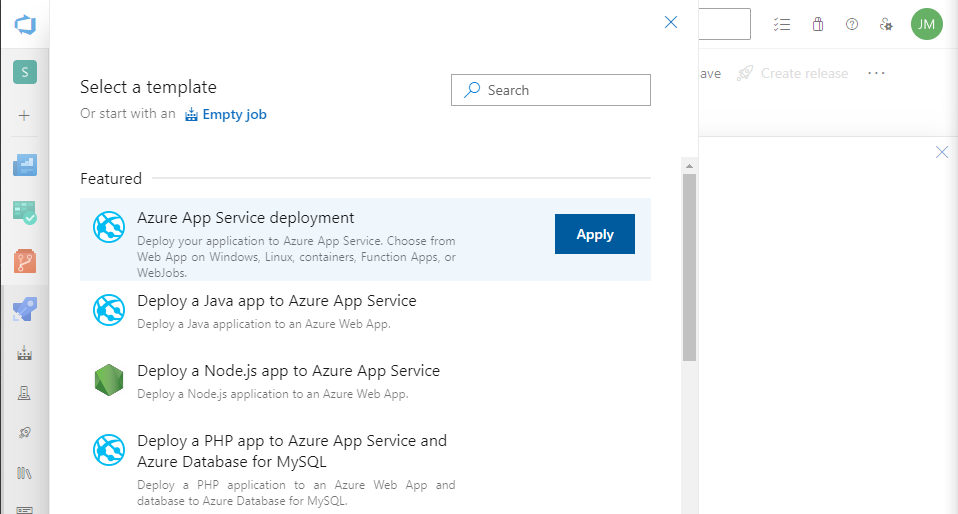 JM
S
ave
Create release
Select a template
Search
Or start with an Empty job
Featured
Azure App Service deployment
Deploy your application to Azure App Service. Choose from
Web App on Windows, Linux, containers, Function Apps, or
WebJobs.
Apply
Deploy a Java app to Azure App Service
Deploy a Java application to an Azure Web App.
Deploy a Node.js app to Azure App Service
Deploy a Node.js application to an Azure Web App.
Deploy a PHP app to Azure App Service and
Azure Database for MySQL
Deploy a PHP application to an Azure Web App and
database to Azure Database for MySQL.